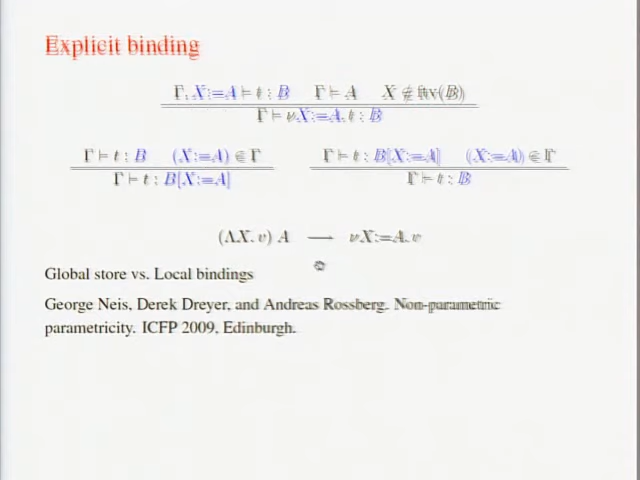 Explicit binding
Γ, X:=A ⊢ t : B Γ ⊢ A X ∉ ftv(B)
Γ ⊢ νX:=A. t : B
Γ ⊢ t : B (X:=A) ∈ Γ
Γ ⊢ t : B[X:=A]
Γ ⊢ t : B[X:=A] (X:=A) ∈ Γ
Γ ⊢ t : B
(ΛX. v) A ⟶ νX:=A. v
Global store vs. Local bindings
George Neis, Derek Dreyer, and Andreas Rossberg. Non-parametric
parametricity. ICFP 2009, Edinburgh.